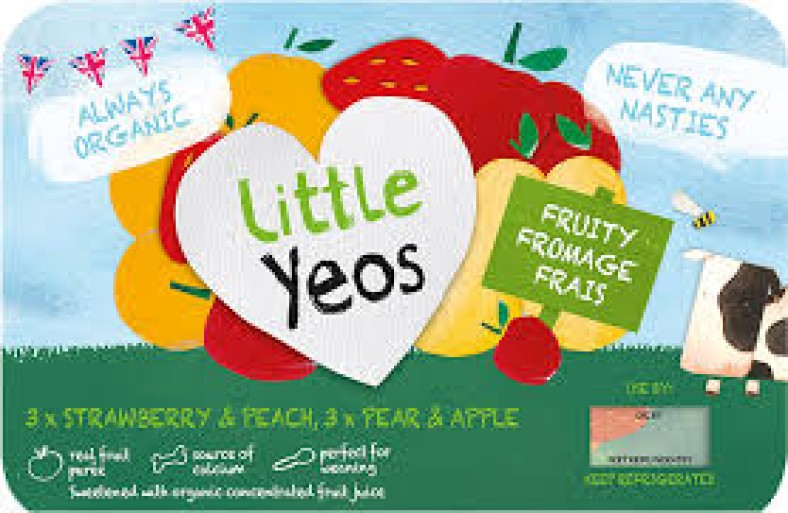 ALWAYS
ORGANIC
NEVER ANY
NASTIES
Little
Yeos
FRUITY
FROMAGE
FRAIS
3 x STRAWBERRY & PEACH, 3 x PEAR & APPLE
real fruit
purée
source of
calcium
perfect for
weaning
Sweetened with organic concentrated fruit juice
USE BY:
KEEP REFRIGERATED